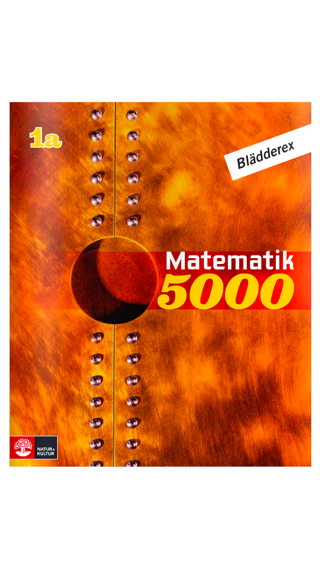 1a
Blädderex
Matematik
5000
NATUR &
KULTUR